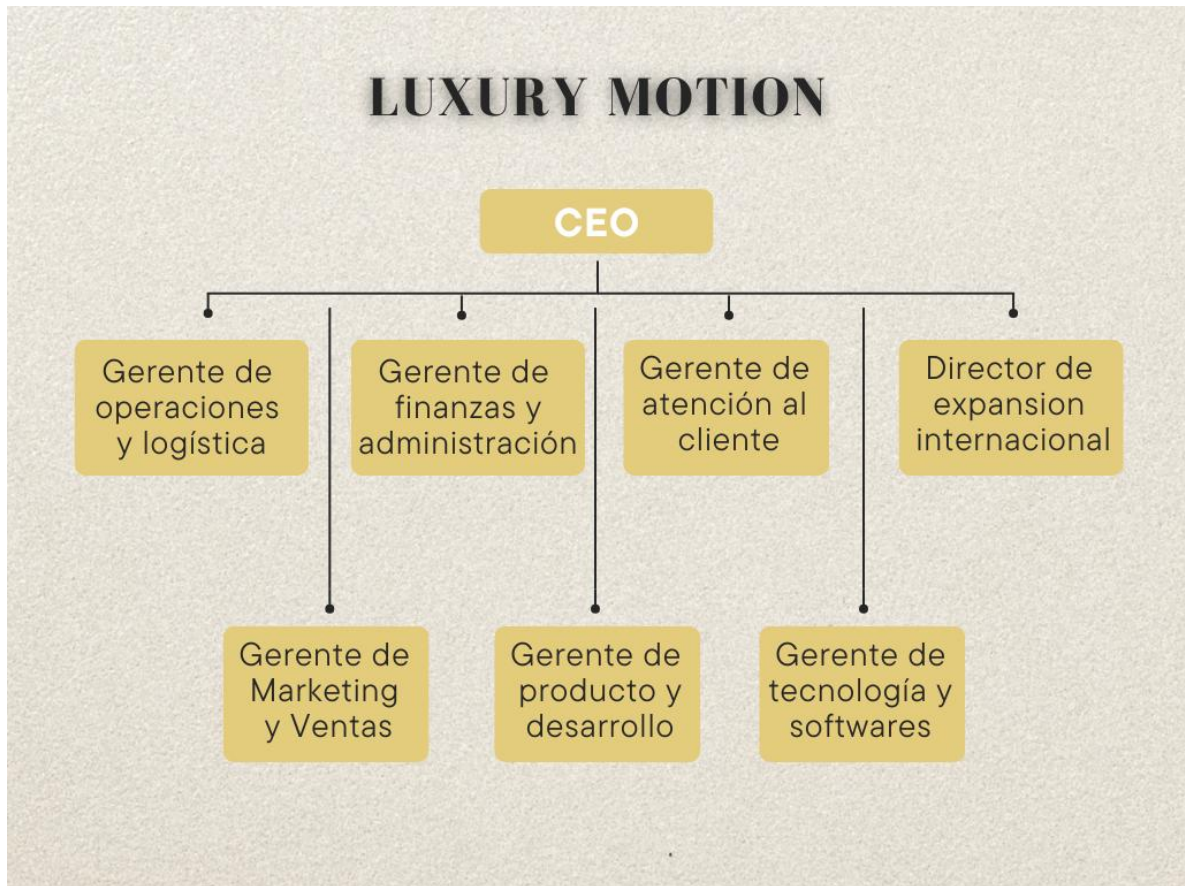 LUXURY MOTION
CEO
Gerente de
operaciones
y logística
Gerente de
finanzas y
administración
Gerente de
atención al
cliente
Director de
expansion
internacional
Gerente de
Marketing
y Ventas
Gerente de
producto y
desarrollo
Gerente de
tecnología y
softwares